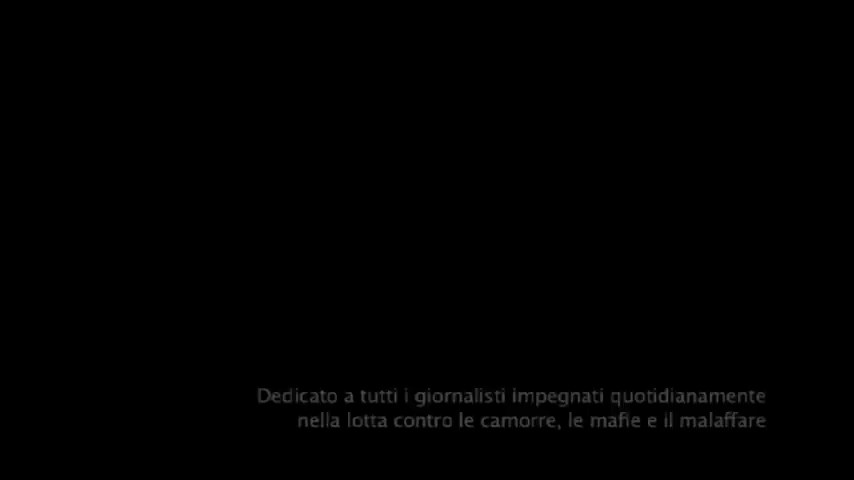 Dedicato a tutti i giornalisti impegnati quotidianamente
nella lotta contro le camorre, le mafie e il malaffare